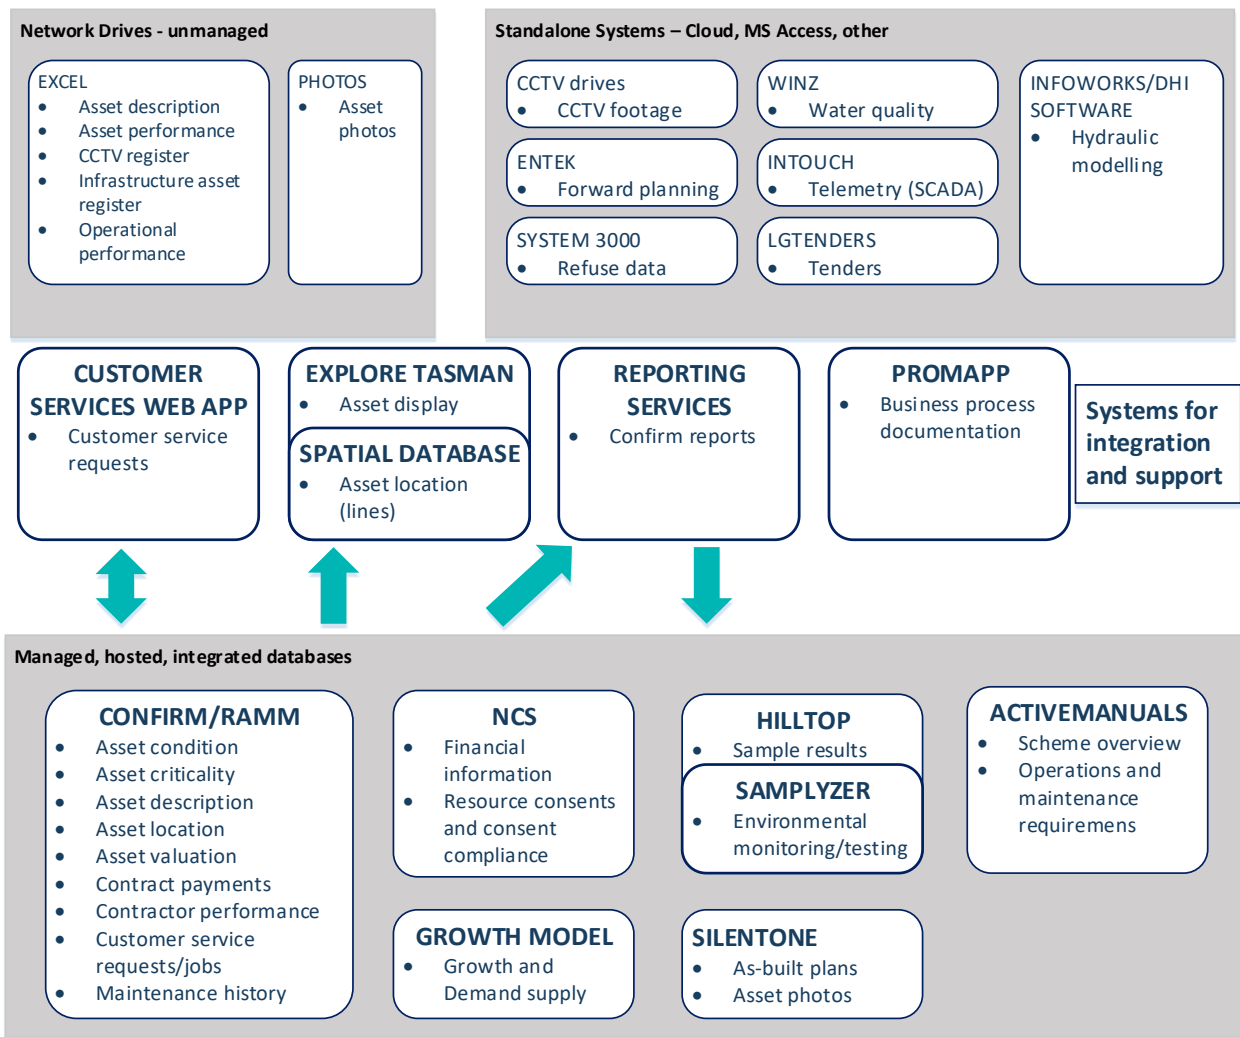 Network Drives - unmanaged
EXCEL
• Asset description
• Asset performance
• CCTV register
• Infrastructure asset
register
• Operational
performance
PHOTOS
• Asset
photos
Standalone Systems – Cloud, MS Access, other
CCTV drives
• CCTV footage
WINZ
• Water quality
INFOWORKS/DHI
SOFTWARE
• Hydraulic
modelling
ENTEK
• Forward planning
INTOUCH
• Telemetry (SCADA)
SYSTEM 3000
• Refuse data
LGTENDERS
• Tenders
CUSTOMER
SERVICES WEB APP
• Customer service
requests
EXPLORE TASMAN
• Asset display
SPATIAL DATABASE
• Asset location
(lines)
REPORTING
SERVICES
• Confirm reports
PROMAPP
• Business process
documentation
Systems for
integration
and support
Managed, hosted, integrated databases
CONFIRM/RAMM
• Asset condition
• Asset criticality
• Asset description
• Asset location
• Asset valuation
• Contract payments
• Contractor performance
• Customer service
requests/jobs
• Maintenance history
NCS
• Financial
information
• Resource consents
and consent
compliance
HILLTOP
• Sample results
SAMPLYZER
• Environmental
monitoring/testing
ACTIVEMANUALS
• Scheme overview
• Operations and
maintenance
requiremens
GROWTH MODEL
• Growth and
Demand supply
SILENTONE
• As-built plans
• Asset photos